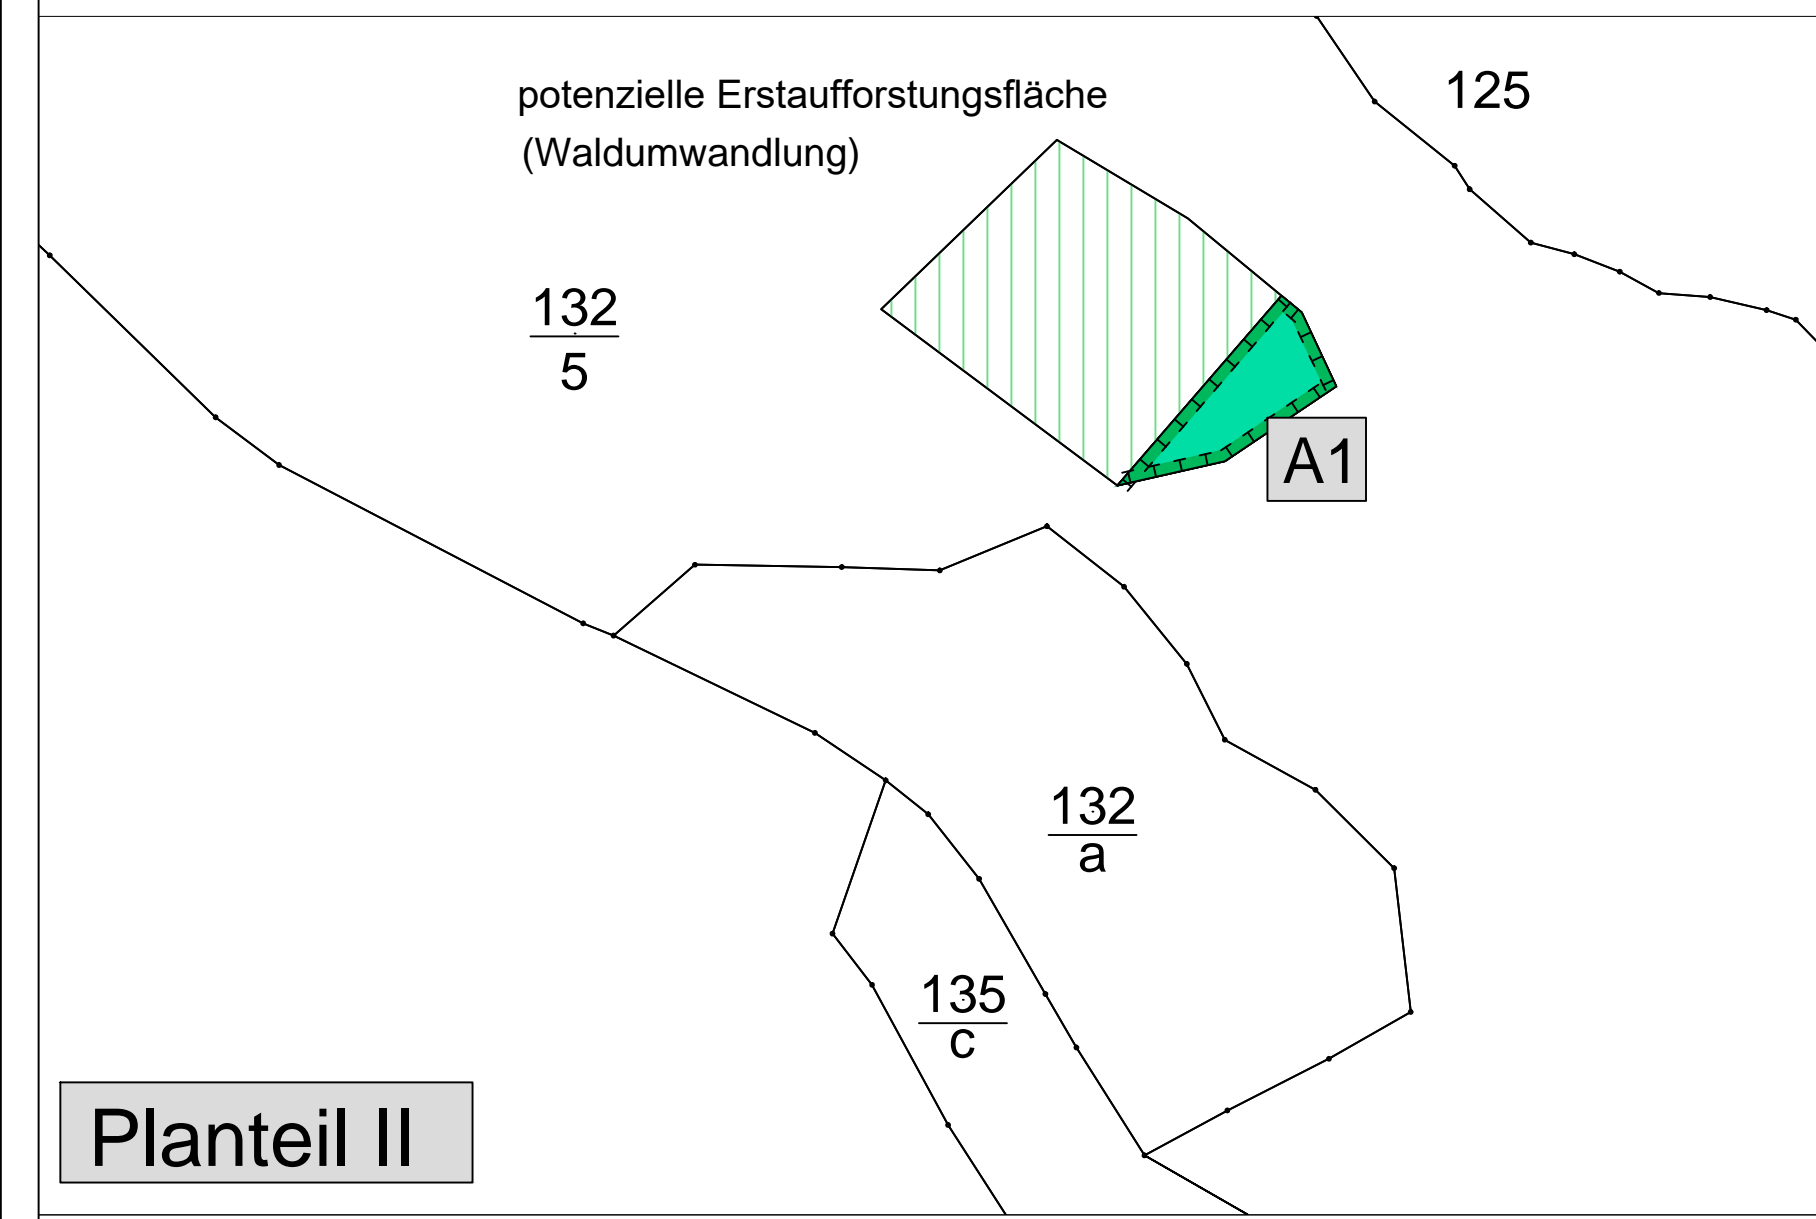 potenzielle Erstaufforstungsfläche
(Waldumwandlung)
125
132
5
A1
132
a
135
c
Planteil II